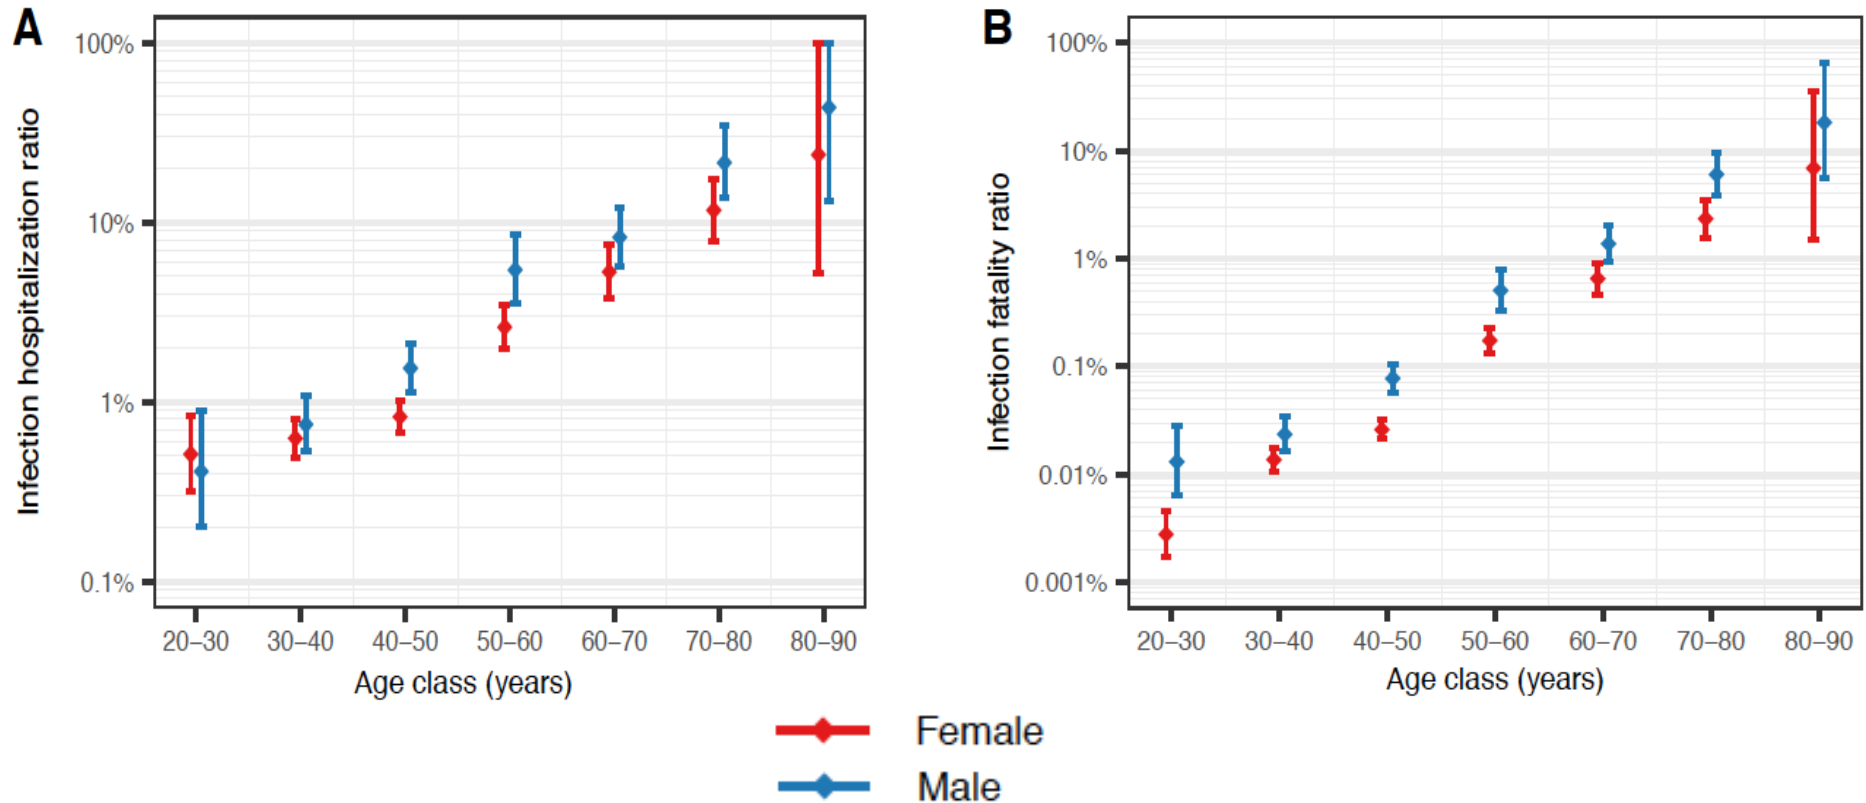 A
Infection hospitalization ratio
100%
10%
1%
0.1%
20–30 30–40 40–50 50–60 60–70 70–80 80–90
Age class (years)
B
Infection fatality ratio
100%
10%
1%
0.1%
0.01%
0.001%
20–30 30–40 40–50 50–60 60–70 70–80 80–90
Age class (years)
Female
Male